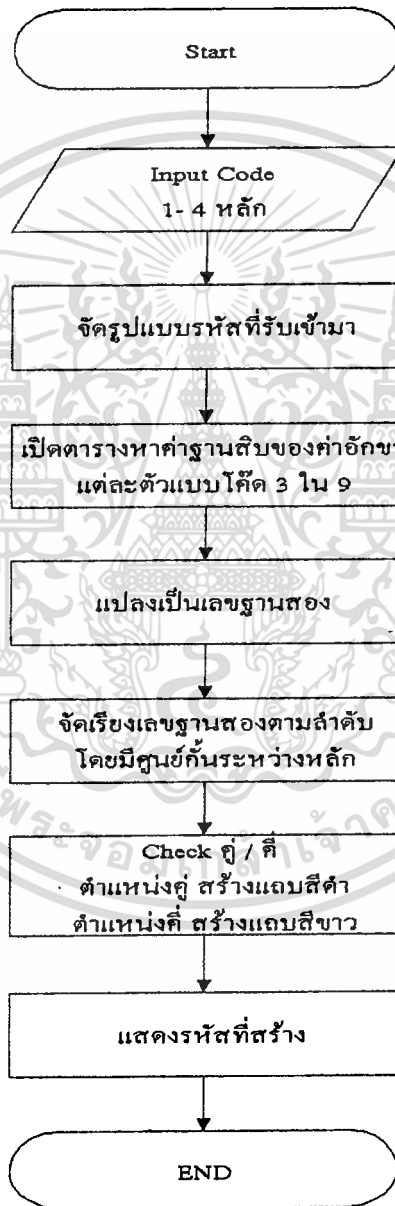 Start
Input Code
1- 4 หลัก
จัดรูปแบบรหัสที่รับเข้ามา
เปิดตารางหาค่าฐานสิบของค่าอักขร
แต่ละตัวแบบโค๊ด 3 ใน 9
แปลงเป็นเลขฐานสอง
จัดเรียงเลขฐานสองตามลำดับ
โดยมีศูนย์กั้นระหว่างหลัก
Check คู่ / คี่
ตำแหน่งคู่ สร้างแถบสีดำ
ตำแหน่งคี่ สร้างแถบสีขาว
แสดงรหัสที่สร้าง
END